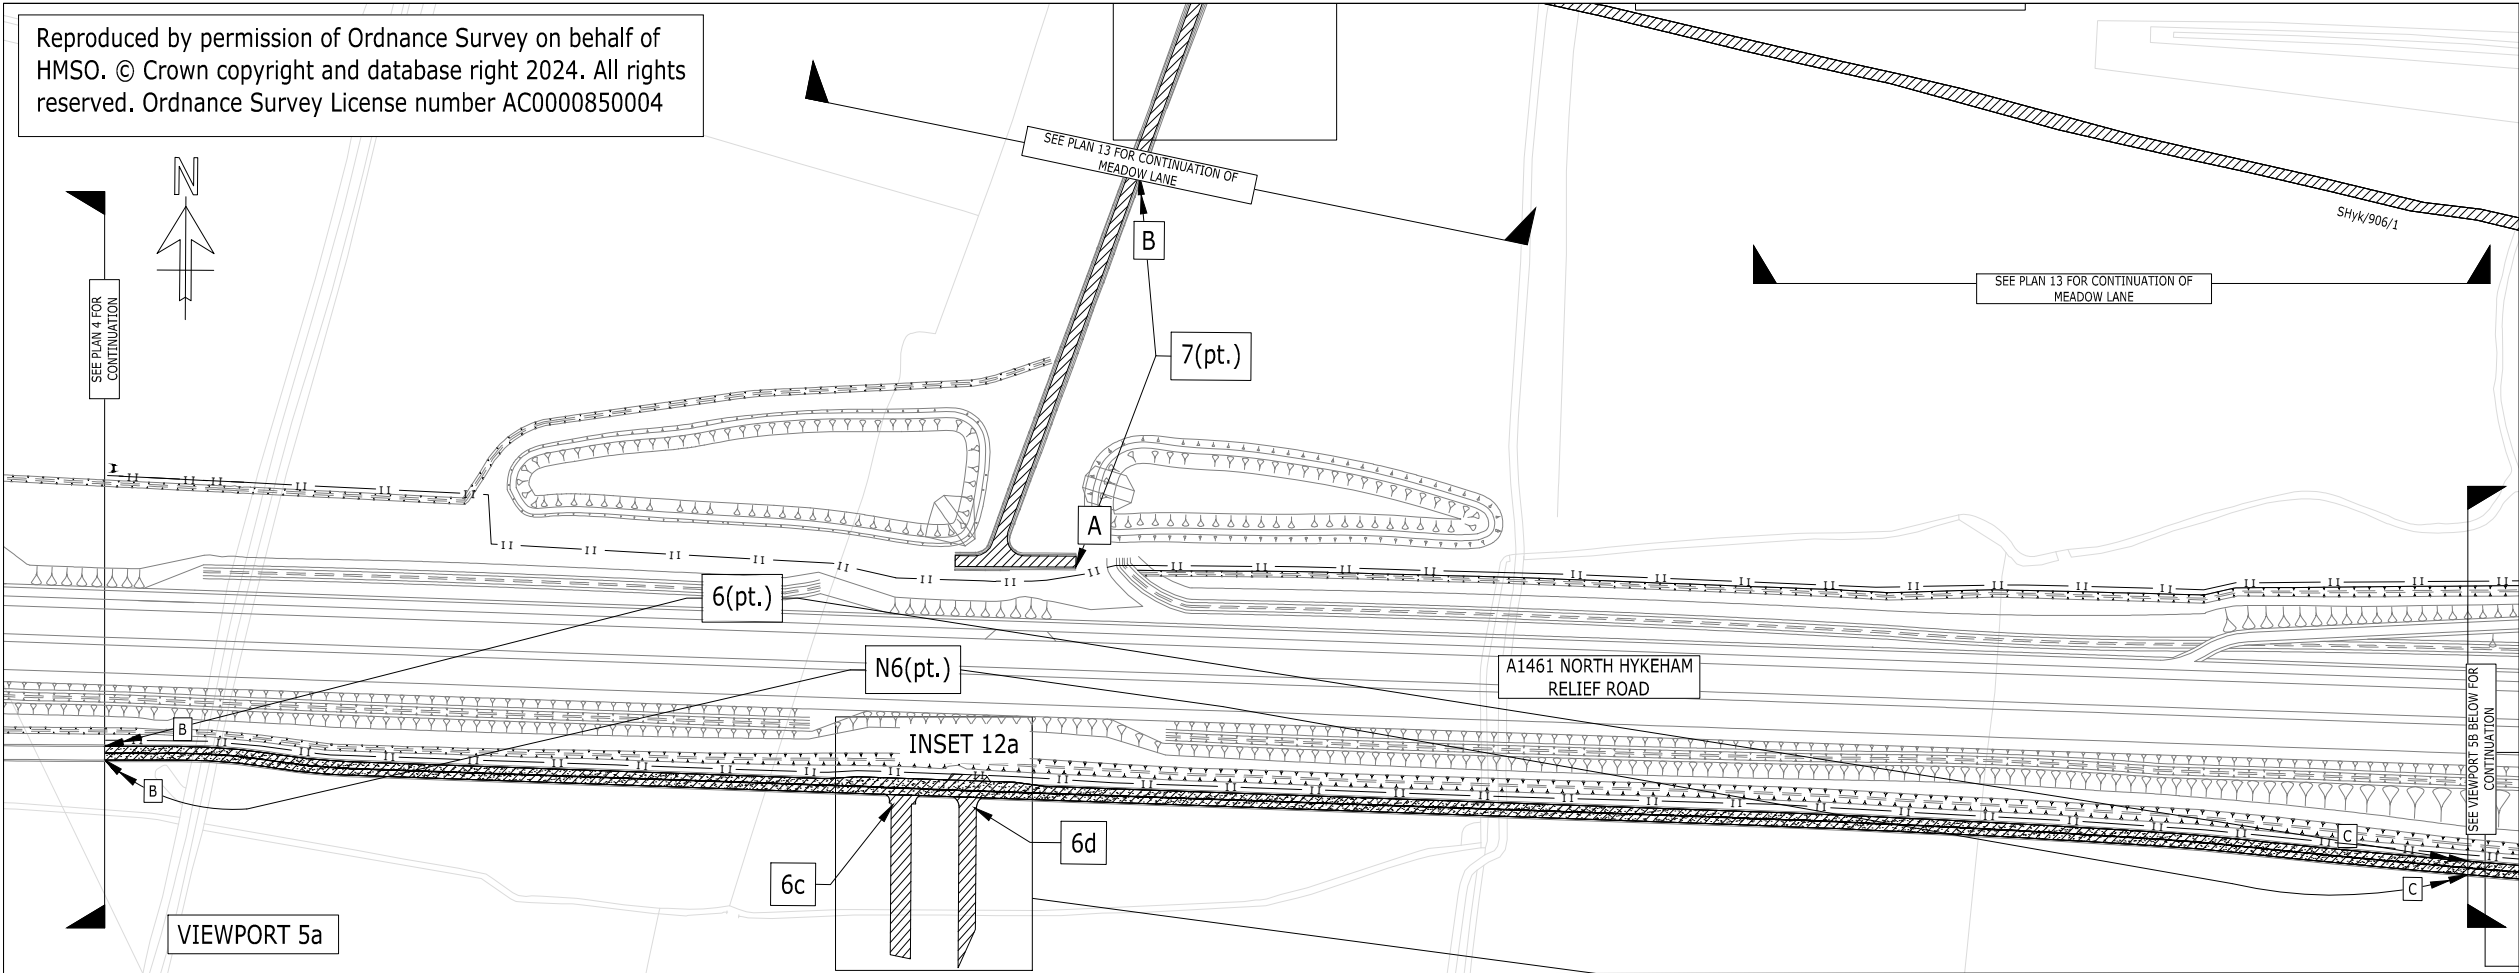 Reproduced by permission of Ordnance Survey on behalf of
HMSO. © Crown copyright and database right 2024. All rights
reserved. Ordnance Survey License number AC0000850004
N
SEE PLAN 4 FOR
CONTINUATION
SEE PLAN 13 FOR CONTINUATION OF
MEADOW LANE
B
7(pt.)
SHyk/906/1
SEE PLAN 13 FOR CONTINUATION OF
MEADOW LANE
A
6(pt.)
N6(pt.)
A1461 NORTH HYKEHAM
RELIEF ROAD
SEE VIEWPORT 5B BELOW FOR
CONTINUATION
B
B
INSET 12a
6c
6d
C
C
VIEWPORT 5a